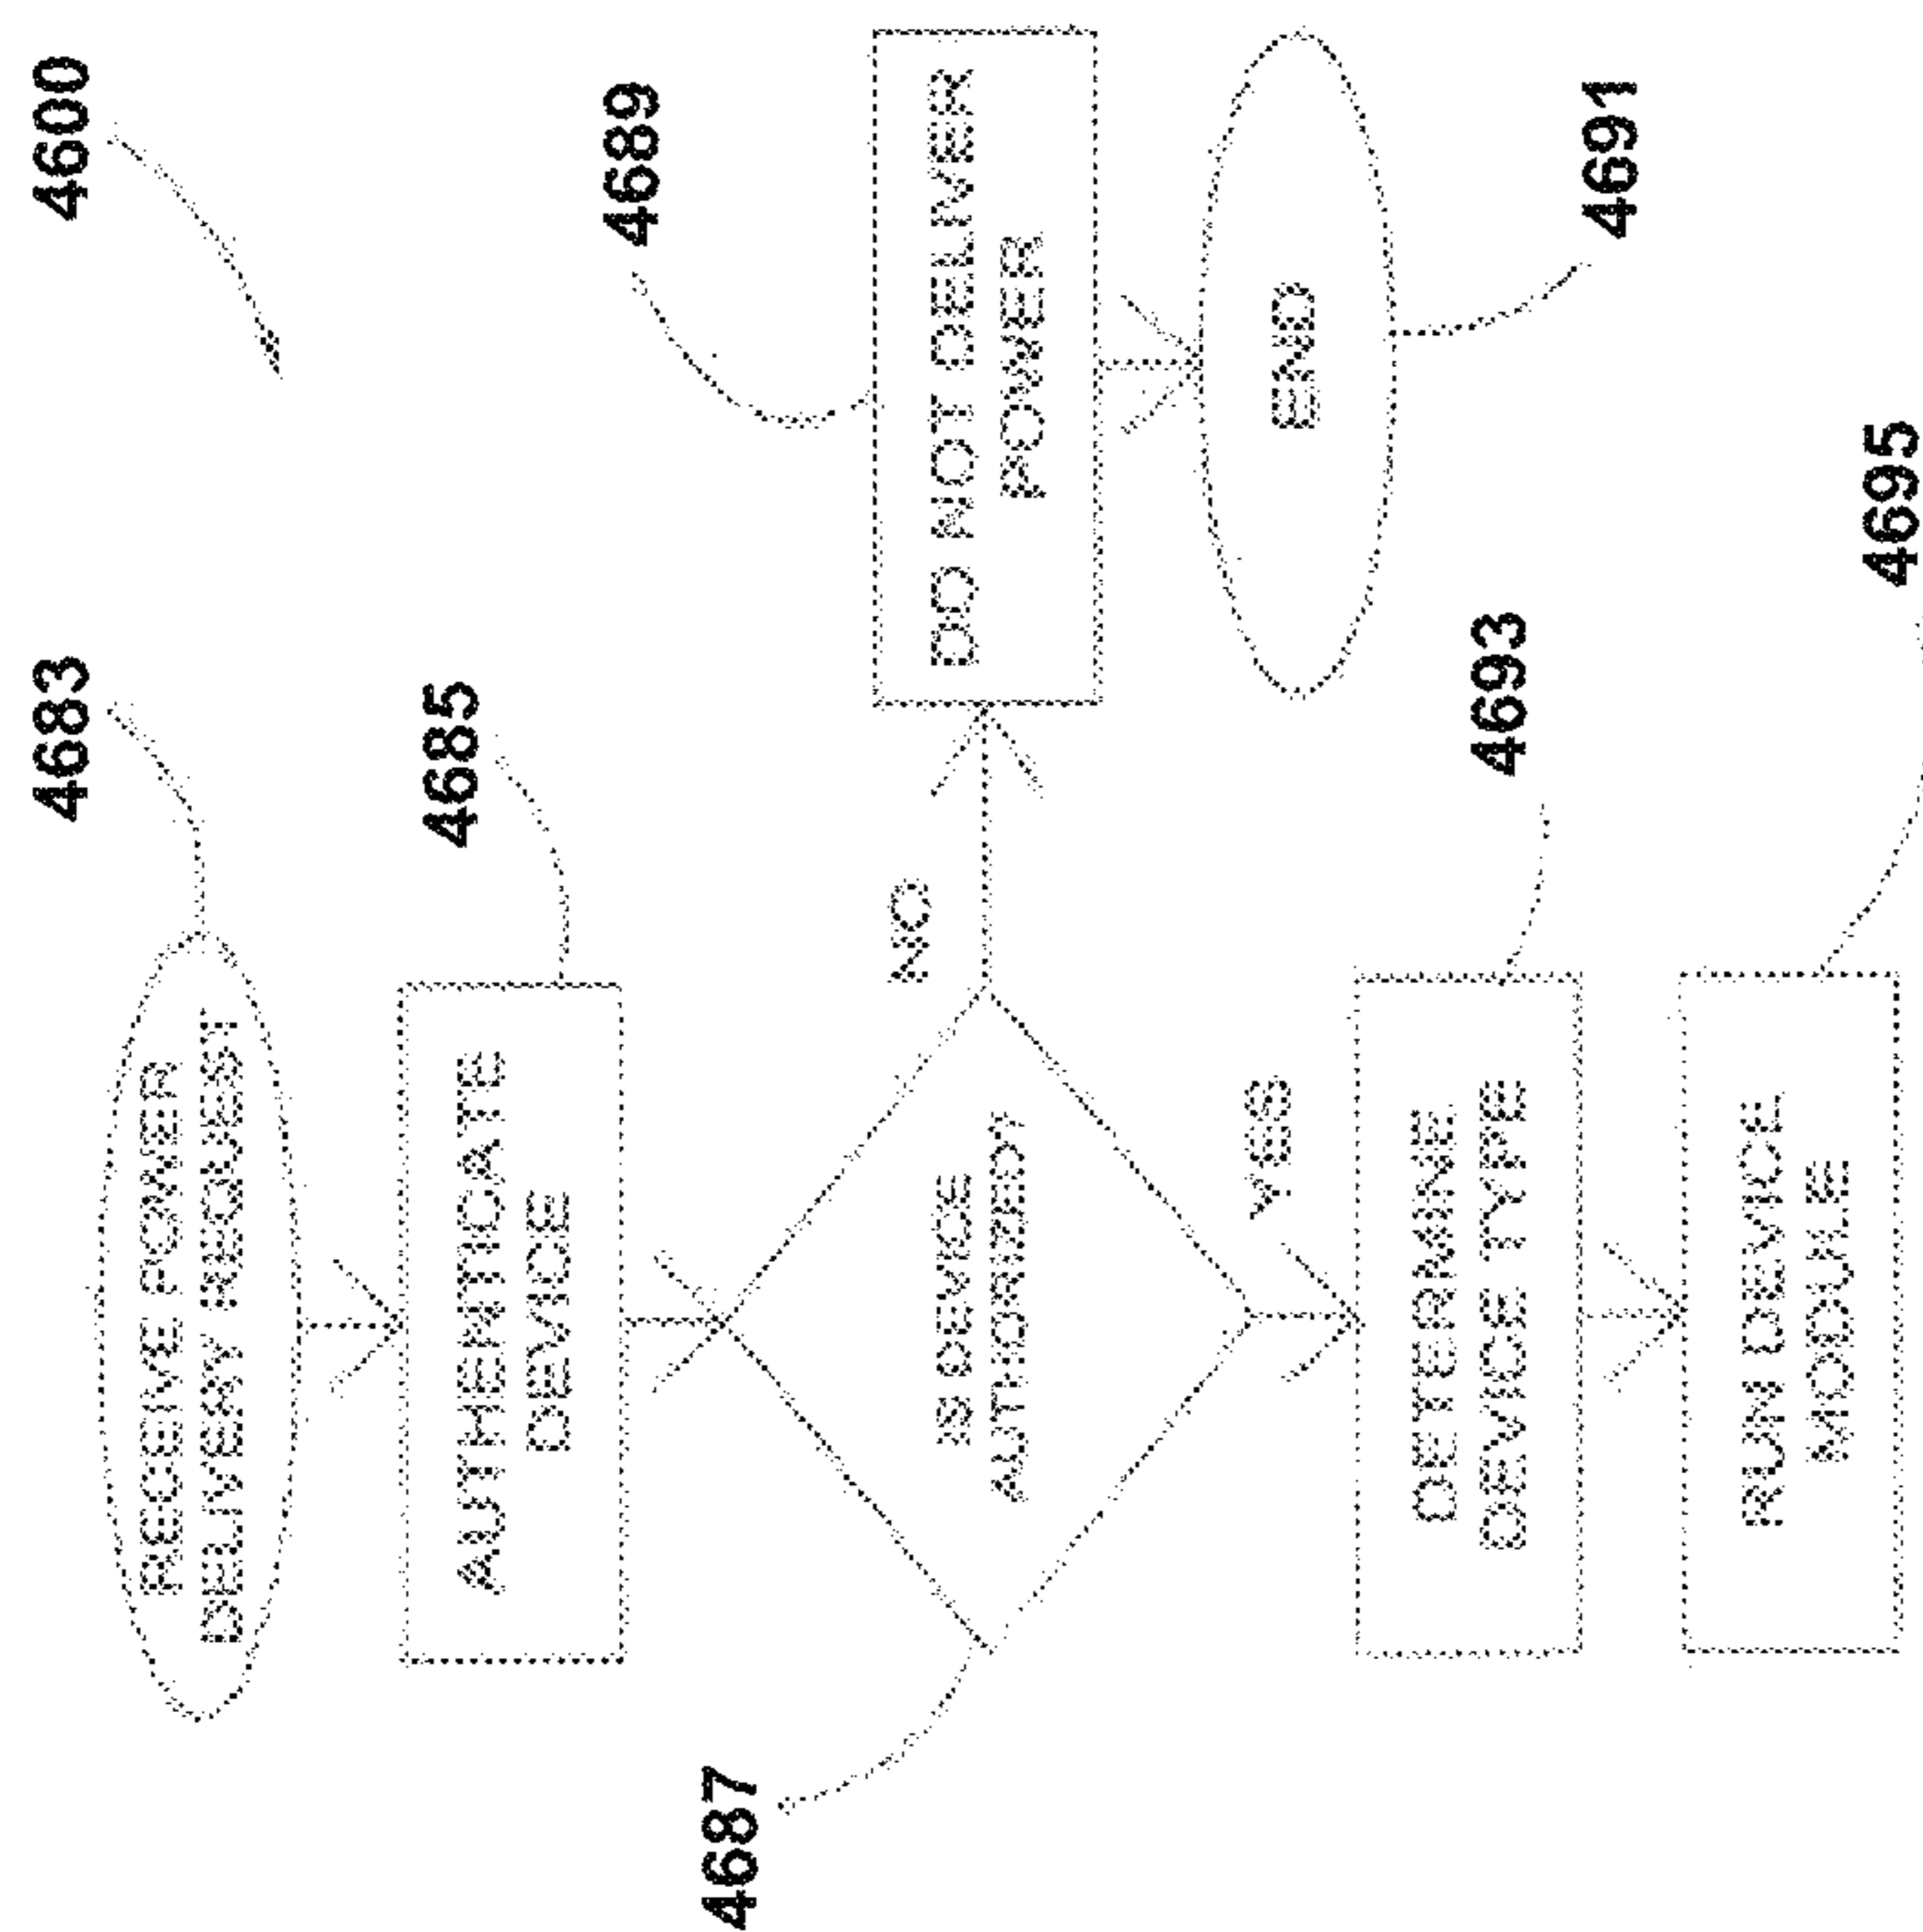 4600
4683
RECEIVE POWER
DELIVERY REQUEST
4685
AUTHENTICATE
DEVICE
4687
IS DEVICE
AUTHORIZED?
NO
4689
DO NOT DELIVER
POWER
END
4691
YES
4693
DETERMINE
DEVICE TYPE
4695
RUN DEVICE
MODULE